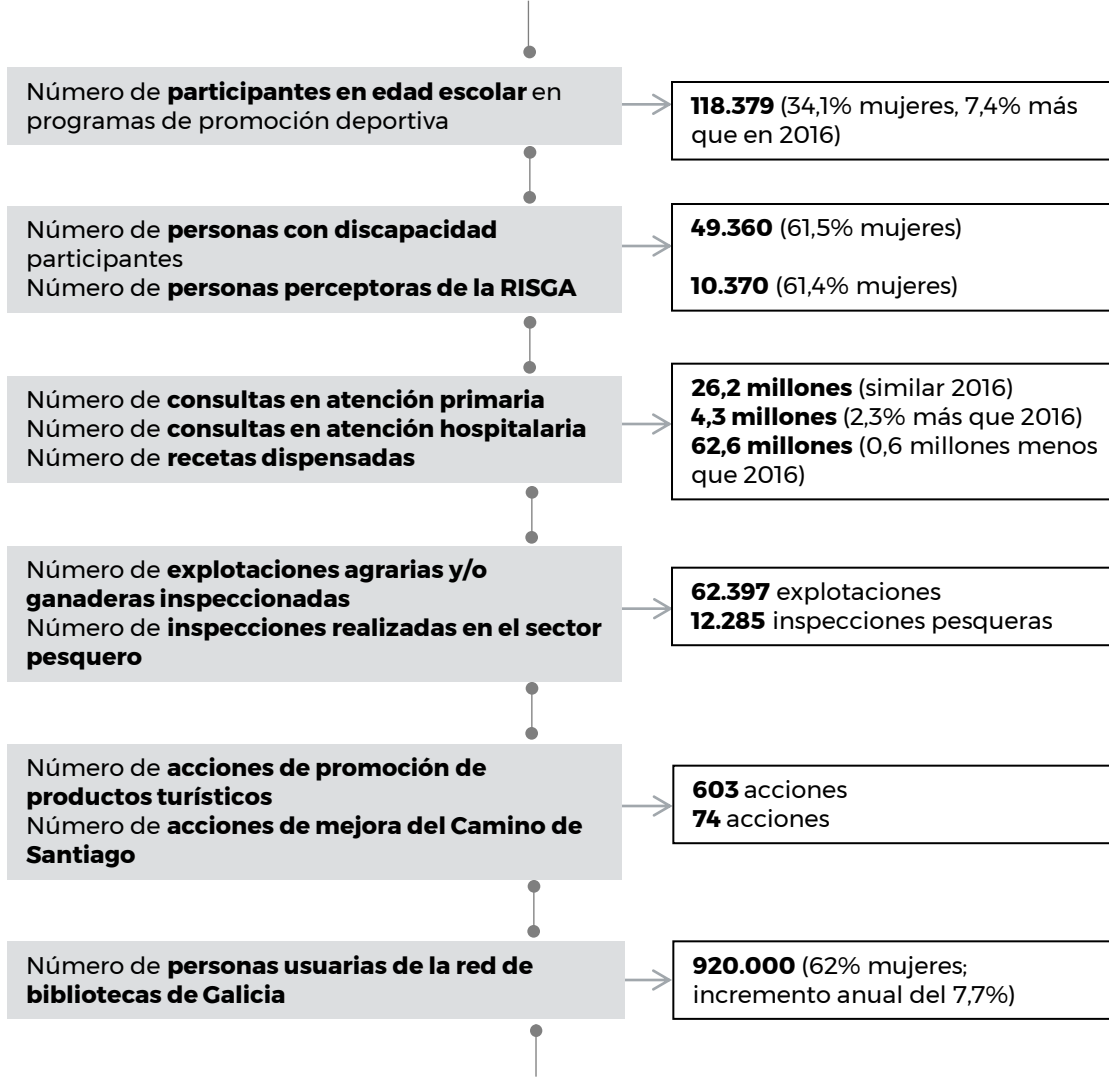 Número de participantes en edad escolar en
programas de promoción deportiva
118.379 (34,1% mujeres, 7,4% más
que en 2016)
Número de personas con discapacidad
participantes
Número de personas perceptoras de la RISGA
49.360 (61,5% mujeres)
10.370 (61,4% mujeres)
Número de consultas en atención primaria
Número de consultas en atención hospitalaria
Número de recetas dispensadas
26,2 millones (similar 2016)
4,3 millones (2,3% más que 2016)
62,6 millones (0,6 millones menos
que 2016)
Número de explotaciones agrarias y/o
ganaderas inspeccionadas
Número de inspecciones realizadas en el sector
pesquero
62.397 explotaciones
12.285 inspecciones pesqueras
Número de acciones de promoción de
productos turísticos
Número de acciones de mejora del Camino de
Santiago
603 acciones
74 acciones
Número de personas usuarias de la red de
bibliotecas de Galicia
920.000 (62% mujeres;
incremento anual del 7,7%)